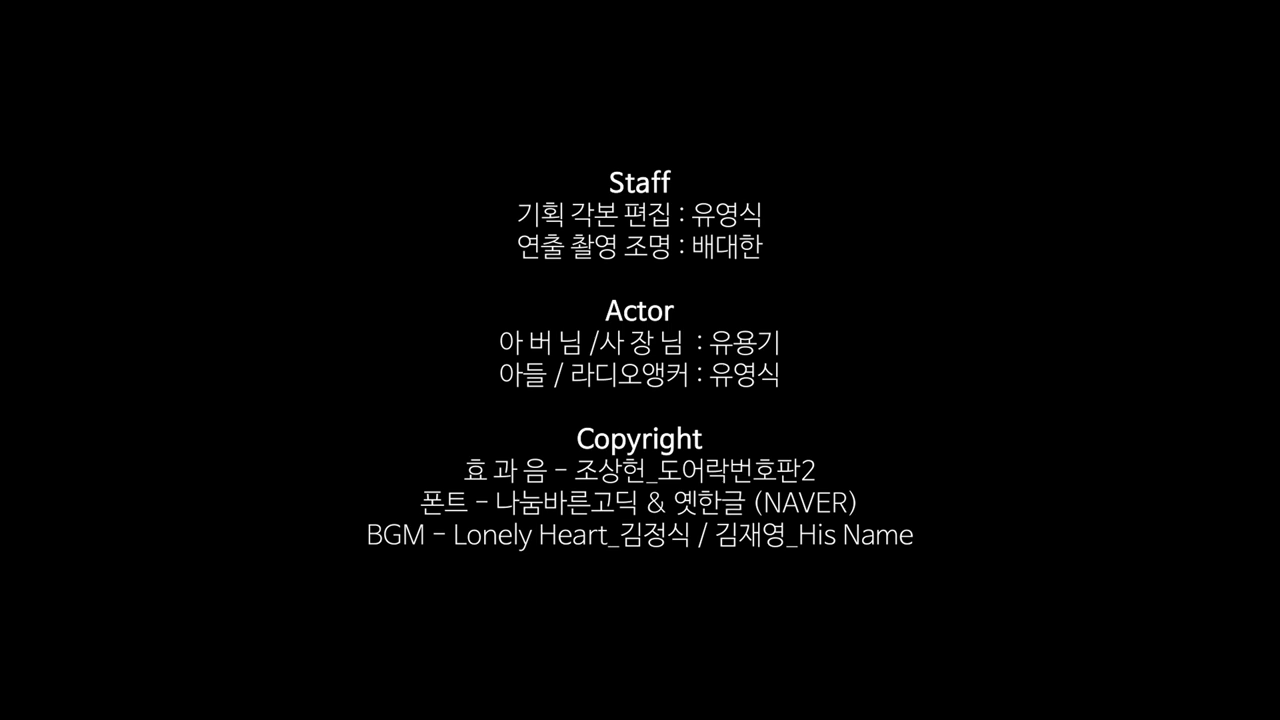 Staff
기획 각본 편집 : 유영식
연출 촬영 조명 : 배대한
Actor
아 버 님 /사 장 님 : 유용기
아들 / 라디오앵커 : 유영식
Copyright
효 과 음 - 조상헌_도어락번호판2
폰트 - 나눔바른고딕 & 옛한글 (NAVER)
BGM - Lonely Heart_김정식 / 김재영_His Name